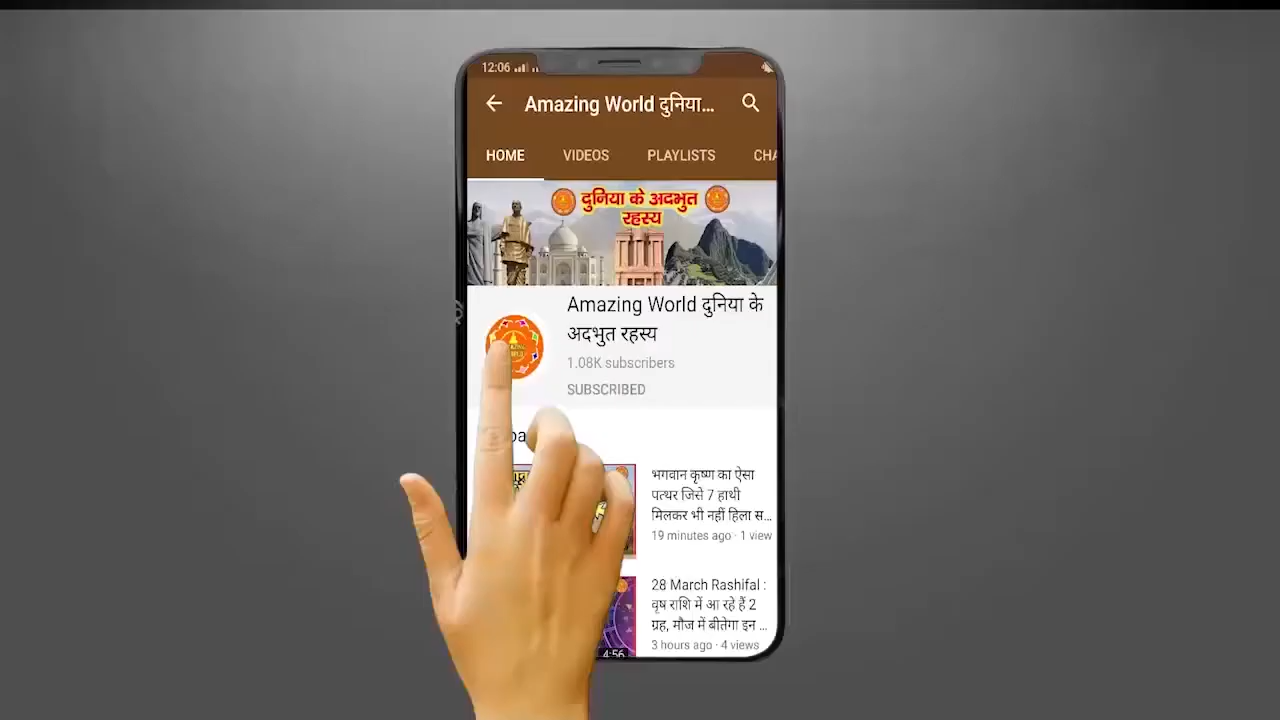 12:06
Amazing World दुनिया...
HOME VIDEOS PLAYLISTS CHA
दुनिया के अदभुत
रहस्य
Amazing World दुनिया के
अदभुत रहस्य
1.08K subscribers
SUBSCRIBED
भगवान कृष्ण का ऐसा
पत्थर जिसे 7 हाथी
मिलकर भी नहीं हिला स...
19 minutes ago · 1 view
28 March Rashifal :
वृष राशि में आ रहे हैं 2
ग्रह, मौज में बीतेगा इन ...
3 hours ago · 4 views
4:56